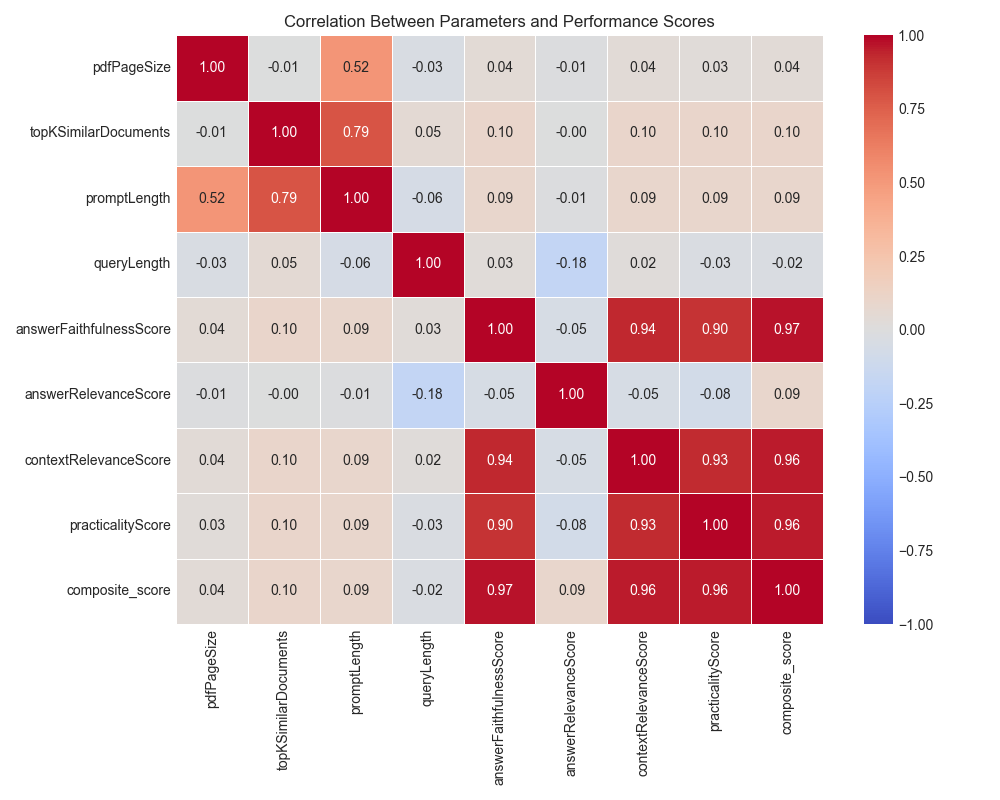 Correlation Between Parameters and Performance Scores
pdfPageSize 1.00 -0.01 0.52 -0.03 0.04 -0.01 0.04 0.03 0.04
topKSimilarDocuments -0.01 1.00 0.79 0.05 0.10 -0.00 0.10 0.10 0.10
promptLength 0.52 0.79 1.00 -0.06 0.09 -0.01 0.09 0.09 0.09
queryLength -0.03 0.05 -0.06 1.00 0.03 -0.18 0.02 -0.03 -0.02
answerFaithfulnessScore 0.04 0.10 0.09 0.03 1.00 -0.05 0.94 0.90 0.97
answerRelevanceScore -0.01 -0.00 -0.01 -0.18 -0.05 1.00 -0.05 -0.08 0.09
contextRelevanceScore 0.04 0.10 0.09 0.02 0.94 -0.05 1.00 0.93 0.96
practicalityScore 0.03 0.10 0.09 -0.03 0.90 -0.08 0.93 1.00 0.96
composite_score 0.04 0.10 0.09 -0.02 0.97 0.09 0.96 0.96 1.00
pdfPageSize
topKSimilarDocuments
promptLength
queryLength
answerFaithfulnessScore
answerRelevanceScore
contextRelevanceScore
practicalityScore
composite_score
1.00
0.75
0.50
0.25
0.00
−0.25
−0.50
−0.75
−1.00